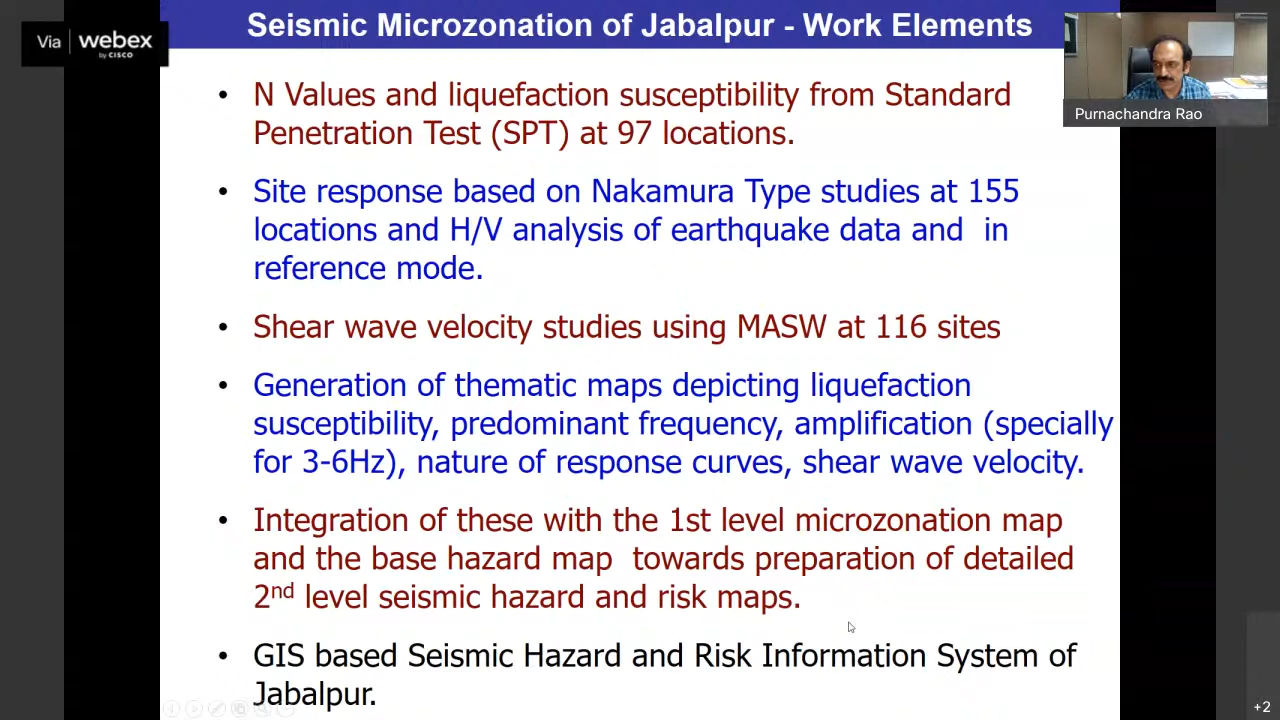 Seismic Microzonation of Jabalpur - Work Elements
Via webex
by CISCO
Purnachandra Rao
• N Values and liquefaction susceptibility from Standard
Penetration Test (SPT) at 97 locations.
• Site response based on Nakamura Type studies at 155
locations and H/V analysis of earthquake data and in
reference mode.
• Shear wave velocity studies using MASW at 116 sites
• Generation of thematic maps depicting liquefaction
susceptibility, predominant frequency, amplification (specially
for 3-6Hz), nature of response curves, shear wave velocity.
• Integration of these with the 1st level microzonation map
and the base hazard map towards preparation of detailed
2nd level seismic hazard and risk maps.
• GIS based Seismic Hazard and Risk Information System of
Jabalpur.
+2